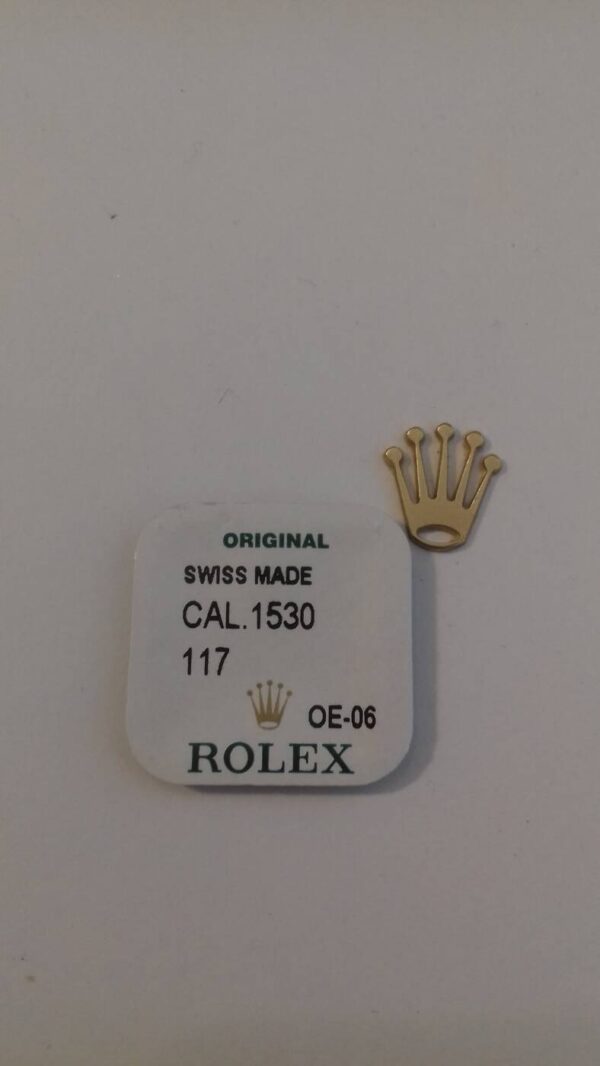 ORIGINAL
SWISS MADE
CAL.1530
117
OE-06
ROLEX